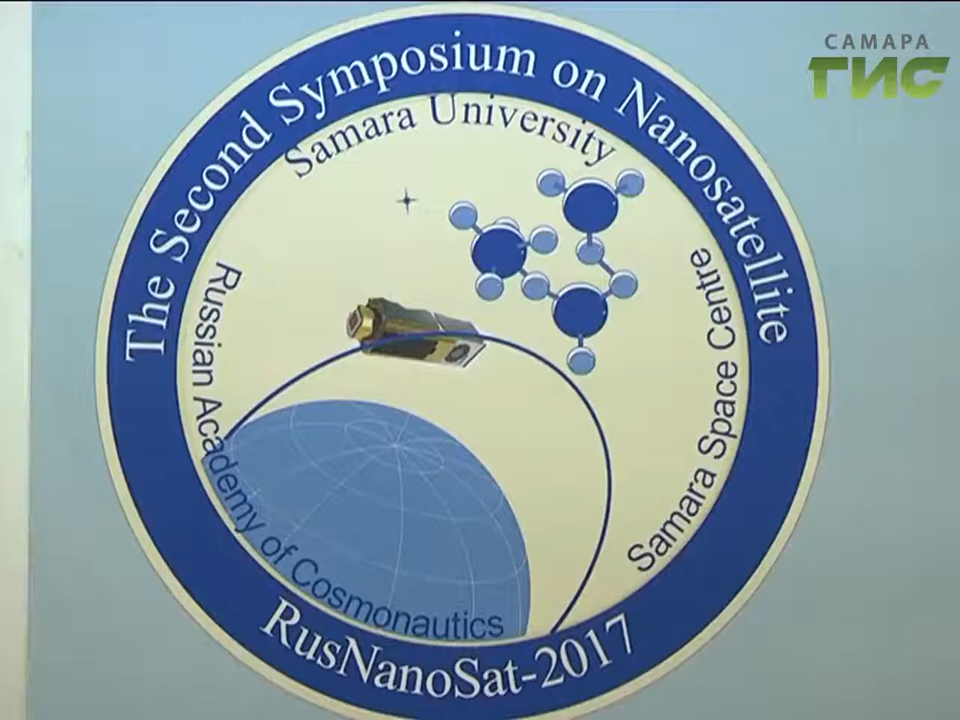 САМАРА
ГИС
The Second Symposium on Nanosatellite
Samara University
Russian Academy of Cosmonautics
Samara Space Centre
RusNanoSat-2017